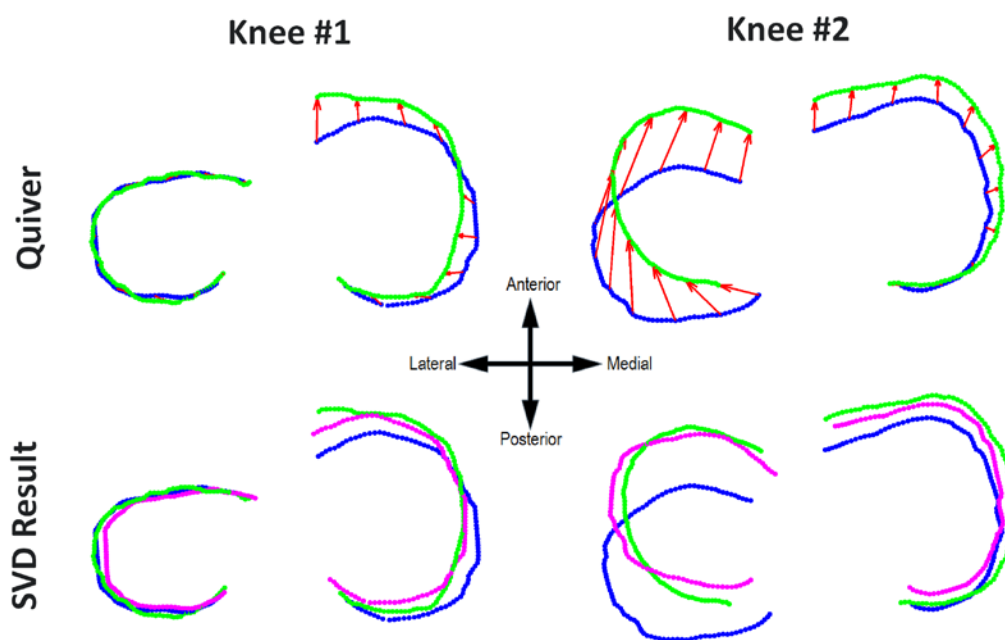 Knee #1
Knee #2
Quiver
Anterior
Lateral
Medial
Posterior
SVD Result